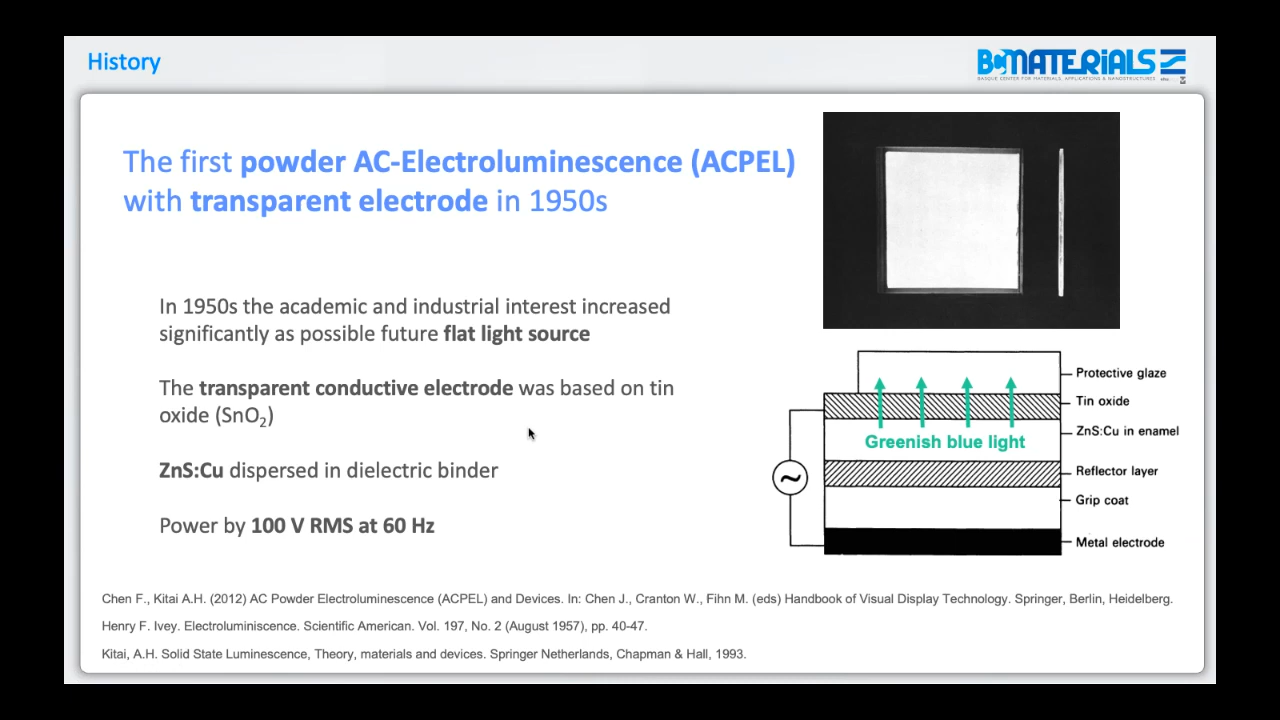 History
BCMATERiALS
BASQUE CENTER FOR MATERIALS, APPLICATIONS & NANOSTRUCTURES
The first powder AC-Electroluminescence (ACPEL)
with transparent electrode in 1950s
In 1950s the academic and industrial interest increased
significantly as possible future flat light source
The transparent conductive electrode was based on tin
oxide (SnO₂)
ZnS:Cu dispersed in dielectric binder
Power by 100 V RMS at 60 Hz
Protective glaze
Tin oxide
ZnS:Cu in enamel
Greenish blue light
Reflector layer
Grip coat
~
Metal electrode
Chen F., Kitai A.H. (2012) AC Powder Electroluminescence (ACPEL) and Devices. In: Chen J., Cranton W., Fihn M. (eds) Handbook of Visual Display Technology. Springer, Berlin, Heidelberg.
Henry F. Ivey. Electroluminiscence. Scientific American. Vol. 197, No. 2 (August 1957), pp. 40-47.
Kitai, A.H. Solid State Luminescence, Theory, materials and devices. Springer Netherlands, Chapman & Hall, 1993.